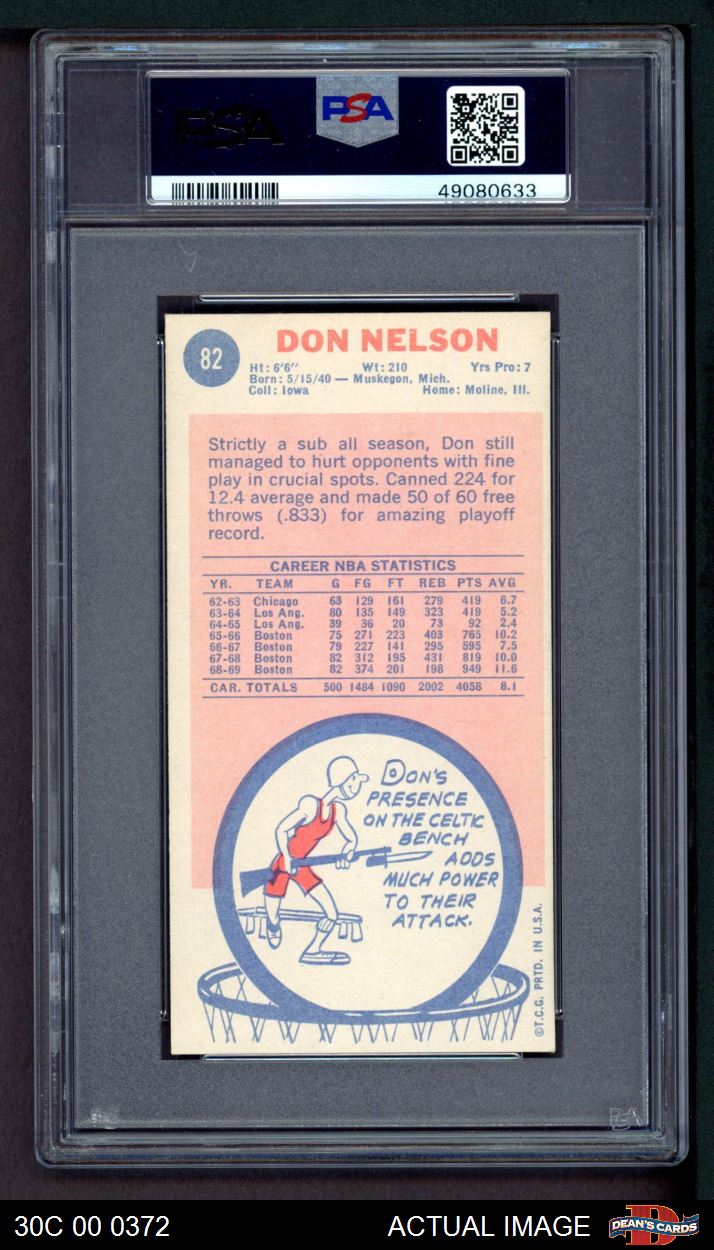 PSA
PSA
49080633
82
DON NELSON
Ht: 6'6" Wt: 210 Yrs Pro: 7
Born: 5/15/40 — Muskegon, Mich.
Coll: Iowa Home: Moline, Ill.
Strictly a sub all season, Don still
managed to hurt opponents with fine
play in crucial spots. Canned 224 for
12.4 average and made 50 of 60 free
throws (.833) for amazing playoff
record.
CAREER NBA STATISTICS
YR. TEAM G FG FT REB PTS AVG
62-63 Chicago 63 129 161 279 419 6.7
63-64 Los Ang. 80 135 149 323 419 5.2
64-65 Los Ang. 39 36 20 73 92 2.4
65-66 Boston 75 271 223 403 765 10.2
66-67 Boston 79 227 141 295 595 7.5
67-68 Boston 82 312 195 431 819 10.0
68-69 Boston 82 374 201 198 949 11.6
CAR. TOTALS 500 1484 1090 2002 4058 8.1
DON'S
PRESENCE
ON THE CELTIC
BENCH
ADDS
MUCH POWER
TO THEIR
ATTACK.
©T.C.G. PRTD. IN U.S.A.
PSA
30C 00 0372
ACTUAL IMAGE
DEAN'S CARDS